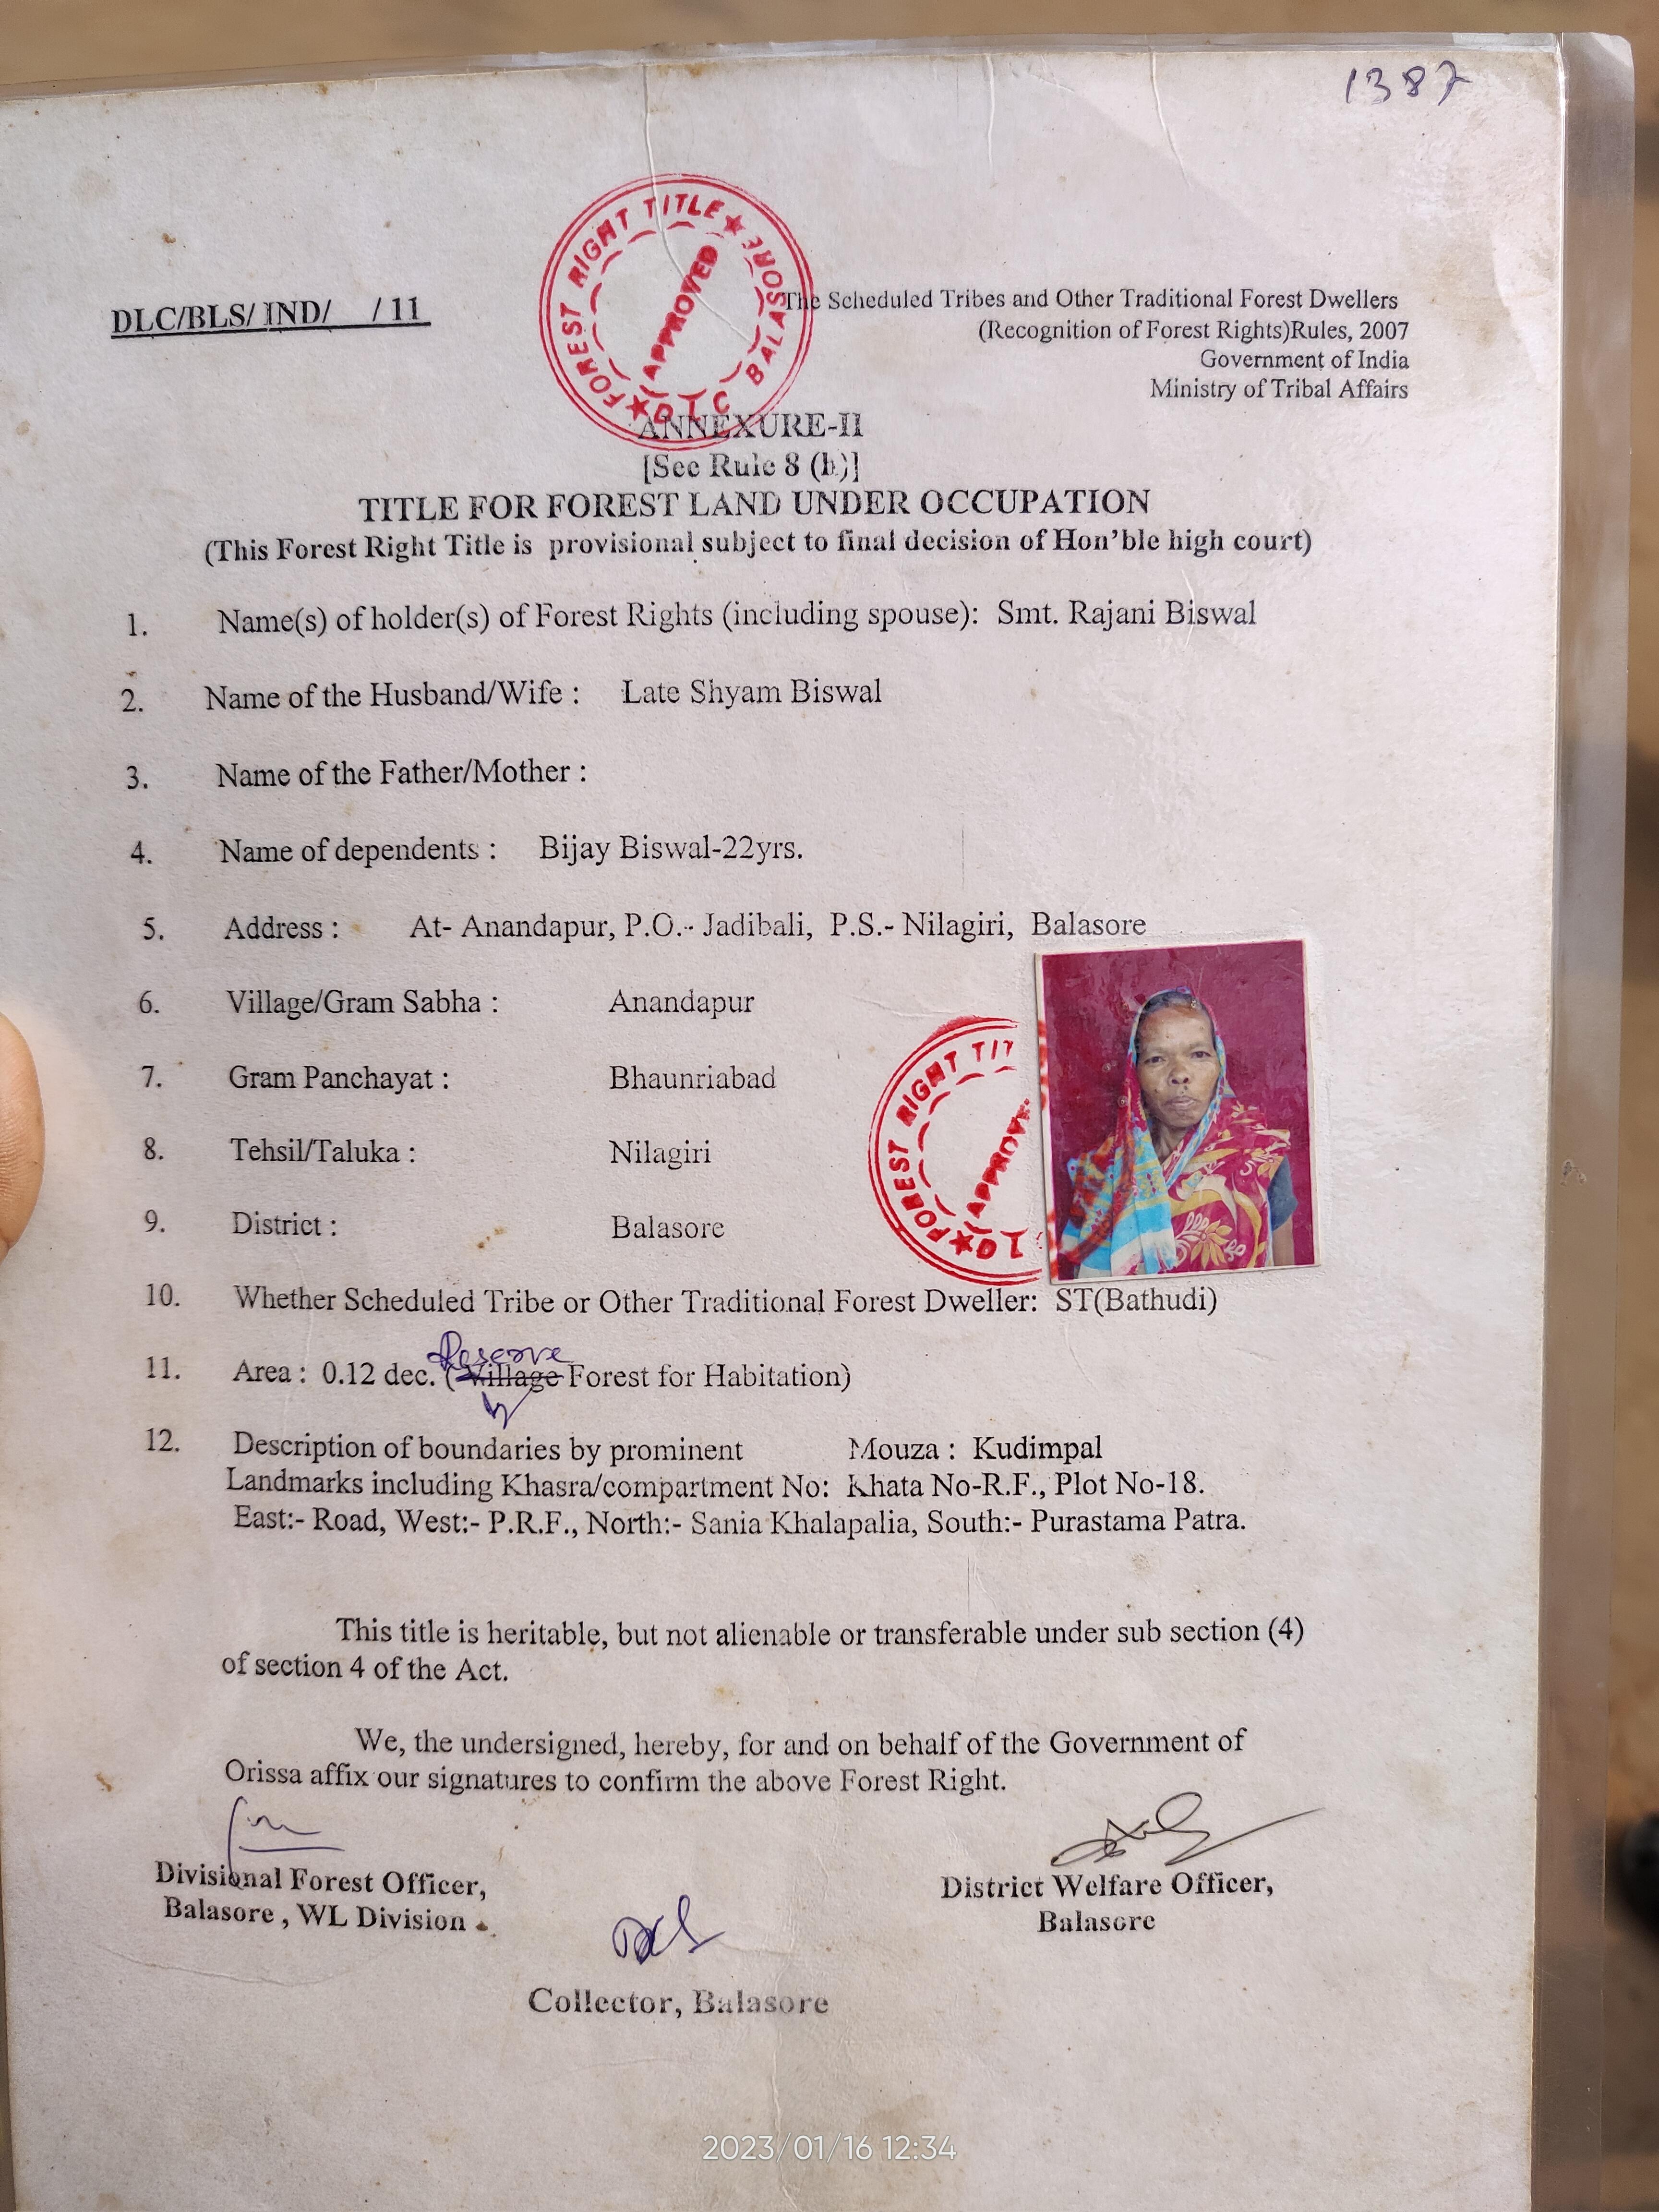 1387
FOREST RIGHT TITLE ★ BALASORE
★ DLC
APPROVED
DLC/BLS/ IND/ / 11
The Scheduled Tribes and Other Traditional Forest Dwellers
(Recognition of Forest Rights)Rules, 2007
Government of India
Ministry of Tribal Affairs
ANNEXURE-II
[See Rule 8 (h)]
TITLE FOR FOREST LAND UNDER OCCUPATION
(This Forest Right Title is provisional subject to final decision of Hon'ble high court)
1. Name(s) of holder(s) of Forest Rights (including spouse): Smt. Rajani Biswal
2. Name of the Husband/Wife : Late Shyam Biswal
3. Name of the Father/Mother :
4. Name of dependents : Bijay Biswal-22yrs.
5. Address : At- Anandapur, P.O.- Jadibali, P.S.- Nilagiri, Balasore
6. Village/Gram Sabha : Anandapur
7. Gram Panchayat : Bhaunriabad
8. Tehsil/Taluka : Nilagiri
9. District : Balasore
FOREST RIGHT TIT
APPROV
★ DL
10. Whether Scheduled Tribe or Other Traditional Forest Dweller: ST(Bathudi)
Reserve
11. Area : 0.12 dec. (Village Forest for Habitation)
12. Description of boundaries by prominent Mouza : Kudimpal
Landmarks including Khasra/compartment No: Khata No-R.F., Plot No-18.
East:- Road, West:- P.R.F., North:- Sania Khalapalia, South:- Purastama Patra.
This title is heritable, but not alienable or transferable under sub section (4)
of section 4 of the Act.
We, the undersigned, hereby, for and on behalf of the Government of
Orissa affix our signatures to confirm the above Forest Right.
Divisional Forest Officer,
Balasore , WL Division
District Welfare Officer,
Balasore
Collector, Balasore
2023/01/16 12:34